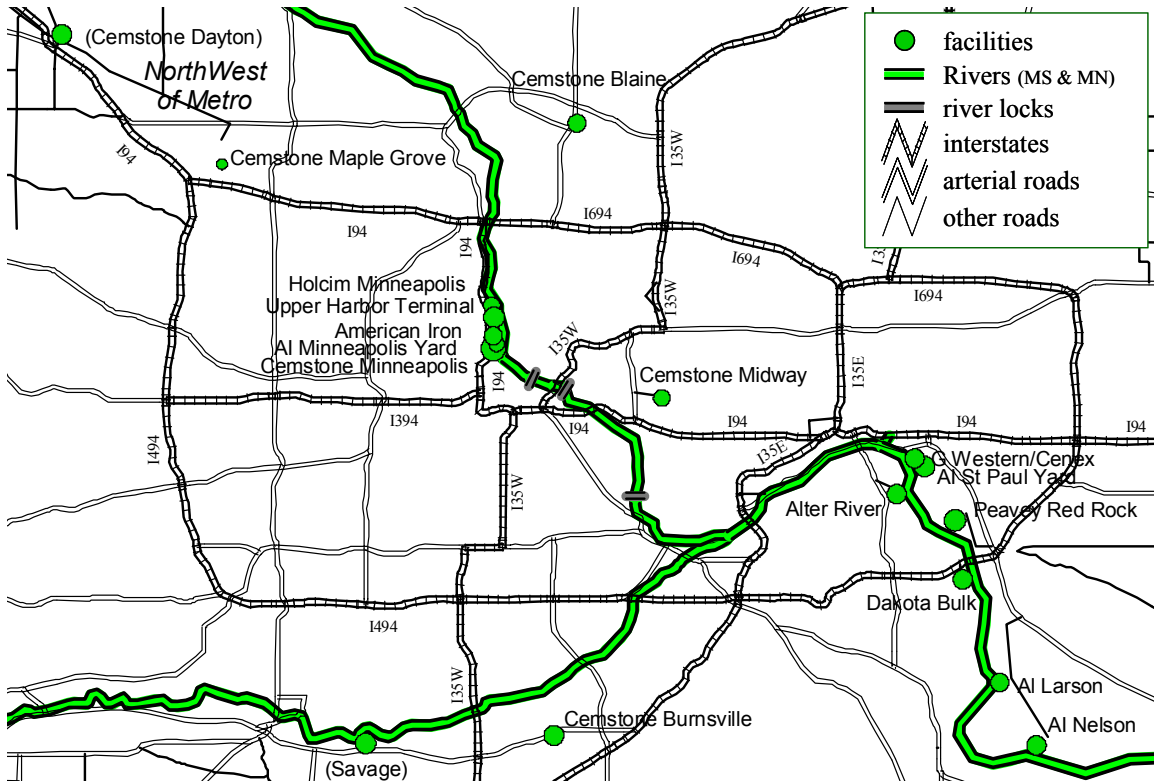 (Cemstone Dayton)
NorthWest
of Metro
Cemstone Blaine
facilities
Rivers (MS & MN)
river locks
interstates
arterial roads
other roads
I94
Cemstone Maple Grove
I35W
I694
I94
I94
I694
I694
Holcim Minneapolis
Upper Harbor Terminal
American Iron
AI Minneapolis Yard
Cemstone Minneapolis
I35W
I35W
I94
Cemstone Midway
I35E
I394
I94
I94
I94
I94
I494
I35W
I35E
G Western/Cenex
AI St Paul Yard
Alter River
Peavey Red Rock
Dakota Bulk
I494
I35W
AI Larson
AI Nelson
Cemstone Burnsville
(Savage)